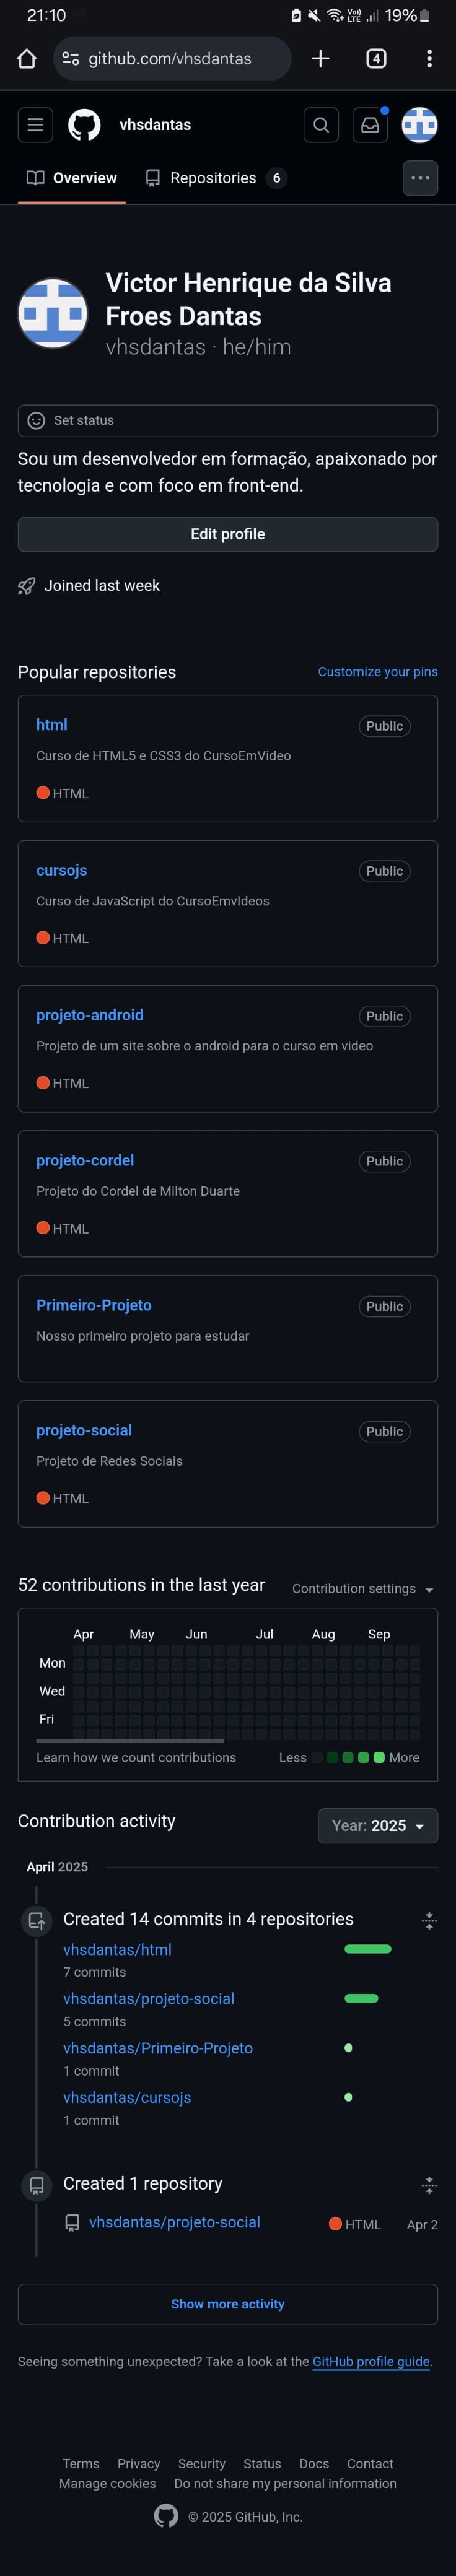 21:10
Vo))
LTE
19%
github.com/vhsdantas
4
vhsdantas
Overview
Repositories 6
Victor Henrique da Silva
Froes Dantas
vhsdantas · he/him
Set status
Sou um desenvolvedor em formação, apaixonado por
tecnologia e com foco em front-end.
Edit profile
Joined last week
Popular repositories
Customize your pins
html
Public
Curso de HTML5 e CSS3 do CursoEmVideo
HTML
cursojs
Public
Curso de JavaScript do CursoEmvIdeos
HTML
projeto-android
Public
Projeto de um site sobre o android para o curso em video
HTML
projeto-cordel
Public
Projeto do Cordel de Milton Duarte
HTML
Primeiro-Projeto
Public
Nosso primeiro projeto para estudar
projeto-social
Public
Projeto de Redes Sociais
HTML
52 contributions in the last year
Contribution settings
Apr May Jun Jul Aug Sep
Mon
Wed
Fri
Learn how we count contributions
Less More
Contribution activity
Year: 2025
April 2025
Created 14 commits in 4 repositories
vhsdantas/html
7 commits
vhsdantas/projeto-social
5 commits
vhsdantas/Primeiro-Projeto
1 commit
vhsdantas/cursojs
1 commit
Created 1 repository
vhsdantas/projeto-social
HTML
Apr 2
Show more activity
Seeing something unexpected? Take a look at the GitHub profile guide.
Terms Privacy Security Status Docs Contact
Manage cookies Do not share my personal information
© 2025 GitHub, Inc.